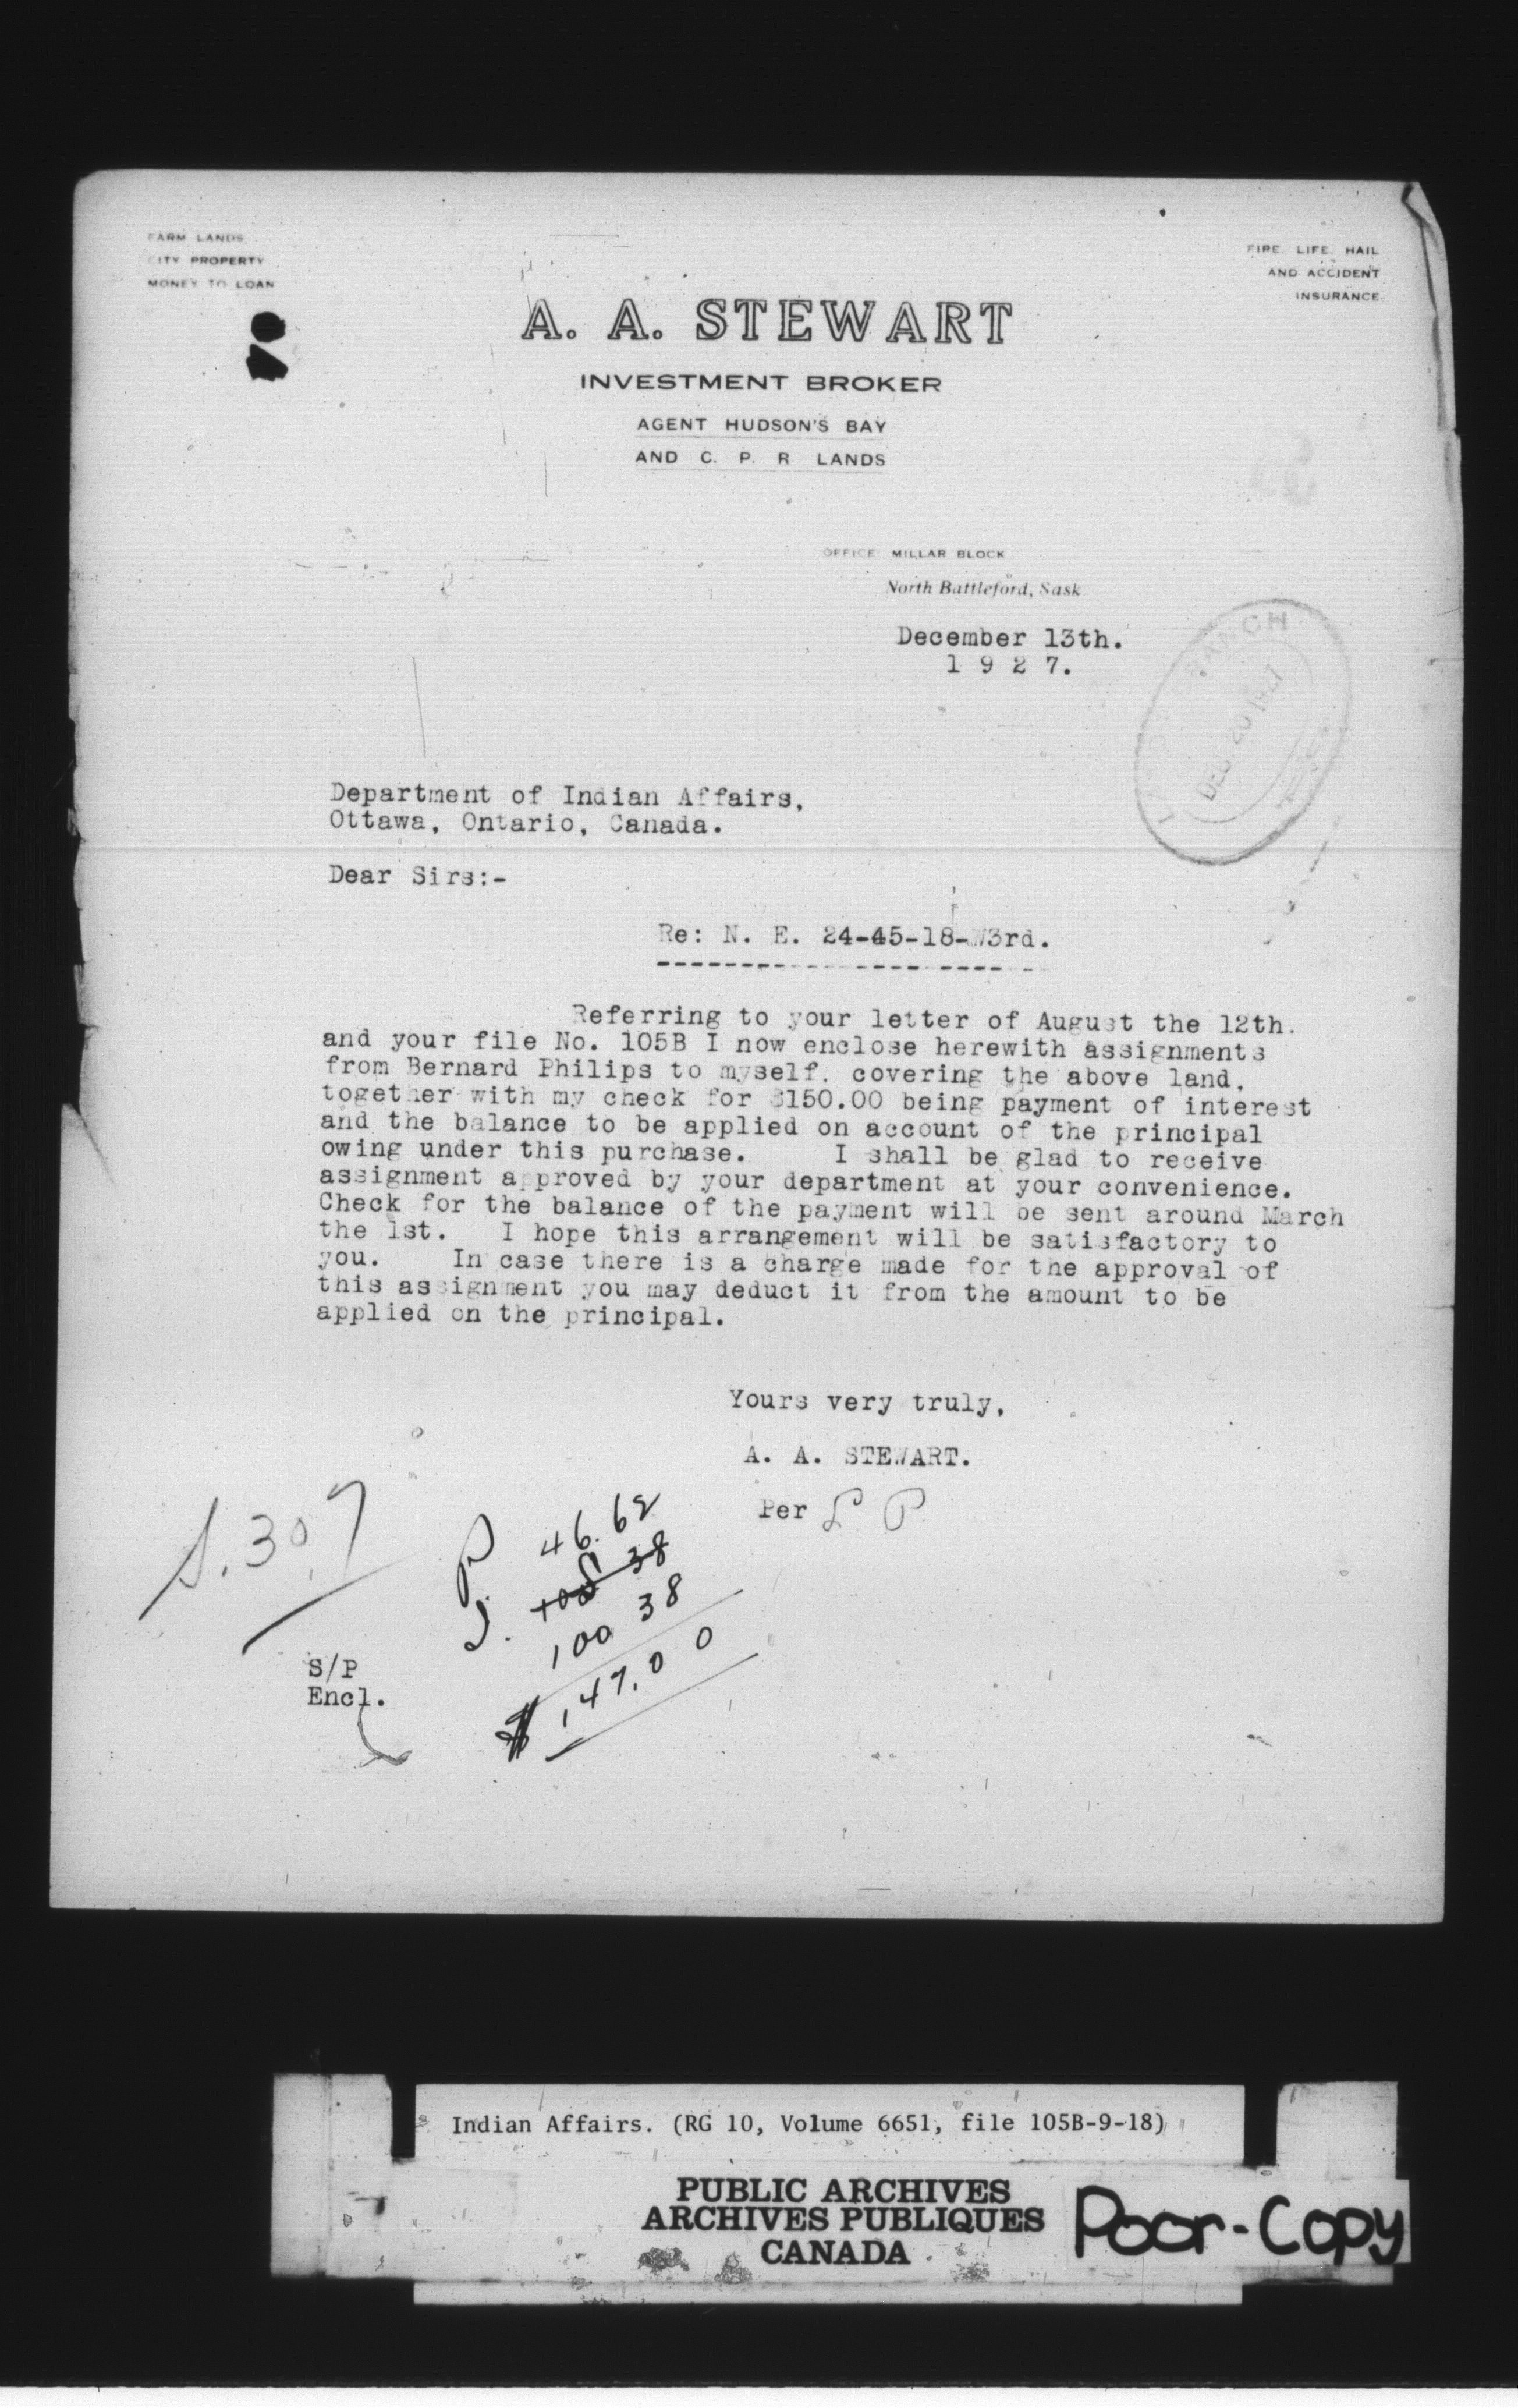 FARM LANDS
CITY PROPERTY
MONEY TO LOAN
FIRE, LIFE, HAIL
AND ACCIDENT
INSURANCE
A. A. STEWART
INVESTMENT BROKER
AGENT HUDSON'S BAY
AND C. P. R. LANDS
OFFICE: MILLAR BLOCK
North Battleford, Sask
December 13th.
1 9 2 7.
BRANCH
DEC 20 1927
Department of Indian Affairs,
Ottawa, Ontario, Canada.
Dear Sirs:-
Re: N. E. 24-45-18-W3rd.
Referring to your letter of August the 12th.
and your file No. 105B I now enclose herewith assignments
from Bernard Philips to myself, covering the above land,
together with my check for $150.00 being payment of interest
and the balance to be applied on account of the principal
owing under this purchase. I shall be glad to receive
assignment approved by your department at your convenience.
Check for the balance of the payment will be sent around March
the 1st. I hope this arrangement will be satisfactory to
you. In case there is a charge made for the approval of
this assignment you may deduct it from the amount to be
applied on the principal.
Yours very truly,
A. A. STEWART.
Per L. P.
P. 46.62
38
100 38
$147.00
S/P
Encl.
Indian Affairs. (RG 10, Volume 6651, file 105B-9-18)
PUBLIC ARCHIVES
ARCHIVES PUBLIQUES
CANADA
Poor-Copy